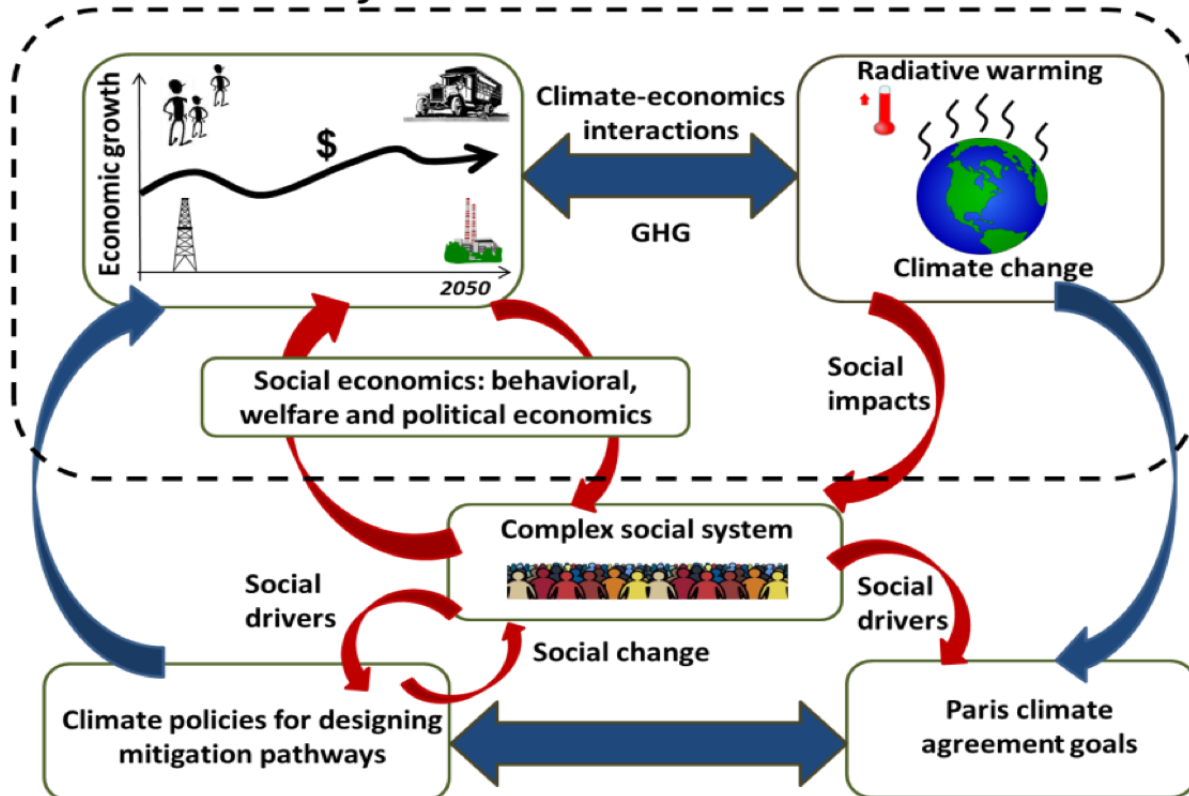 Radiative warming
Climate-economics
interactions
Economic growth
$
GHG
Climate change
2050
Social economics: behavioral,
welfare and political economics
Social
impacts
Complex social system
Social
drivers
Social
drivers
Social change
Climate policies for designing
mitigation pathways
Paris climate
agreement goals